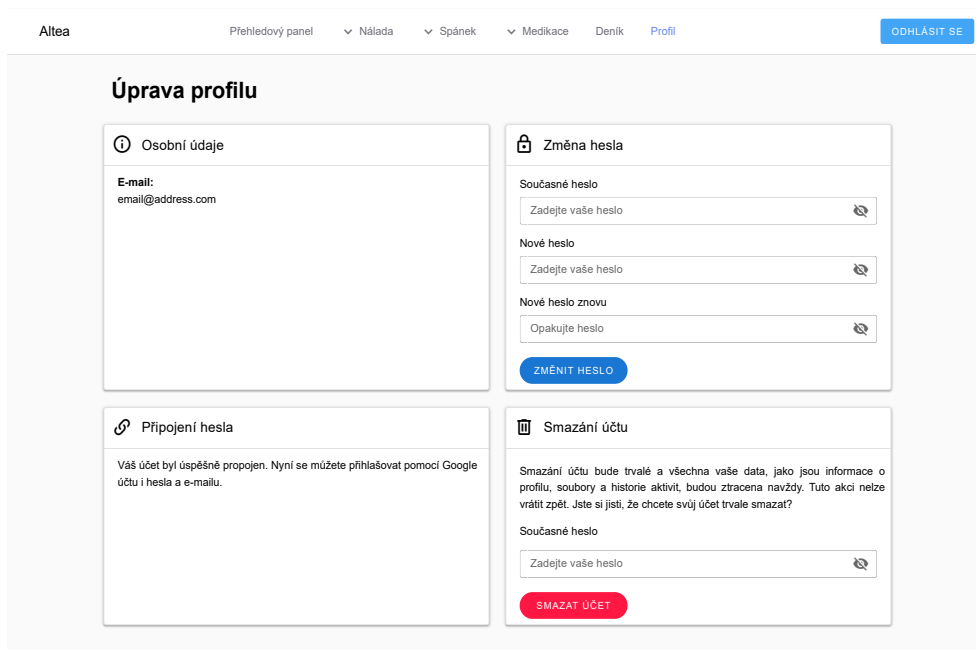 Altea
Přehledový panel
Nálada
Spánek
Medikace
Deník
Profil
ODHLÁSIT SE
Úprava profilu
Osobní údaje
E-mail:
email@address.com
Změna hesla
Současné heslo
Zadejte vaše heslo
Nové heslo
Zadejte vaše heslo
Nové heslo znovu
Opakujte heslo
ZMĚNIT HESLO
Připojení hesla
Váš účet byl úspěšně propojen. Nyní se můžete přihlašovat pomocí Google
účtu i hesla a e-mailu.
Smazání účtu
Smazání účtu bude trvalé a všechna vaše data, jako jsou informace o
profilu, soubory a historie aktivit, budou ztracena navždy. Tuto akci nelze
vrátit zpět. Jste si jisti, že chcete svůj účet trvale smazat?
Současné heslo
Zadejte vaše heslo
SMAZAT ÚČET